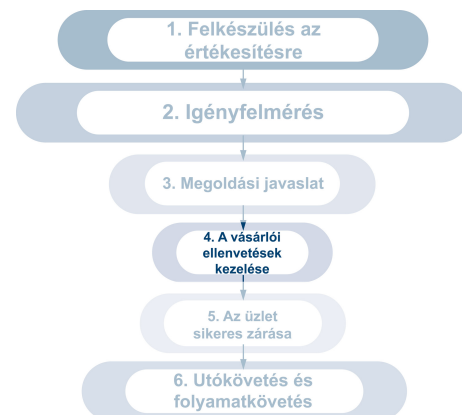 1. Felkészülés az
értékesítésre
2. Igényfelmérés
3. Megoldási javaslat
4. A vásárlói
ellenvetések
kezelése
5. Az üzlet
sikeres zárása
6. Utókövetés és
folyamatkövetés